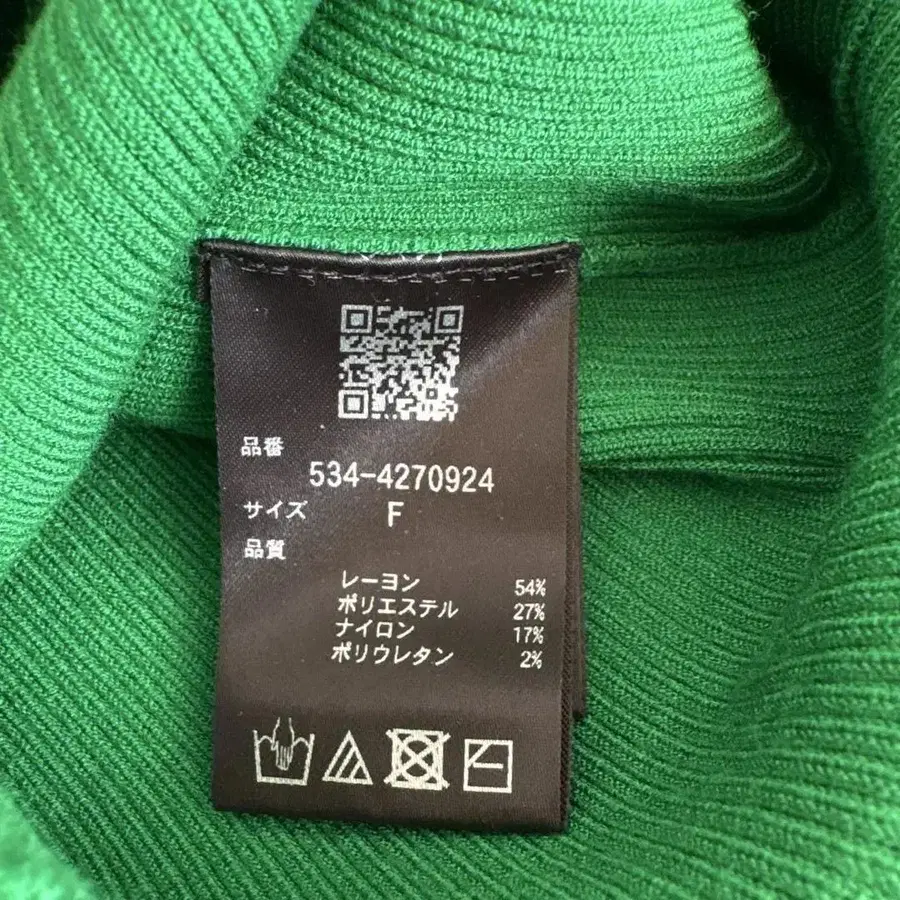 品番
534-4270924
サイズ F
品質
レーヨン 54%
ポリエステル 27%
ナイロン 17%
ポリウレタン 2%